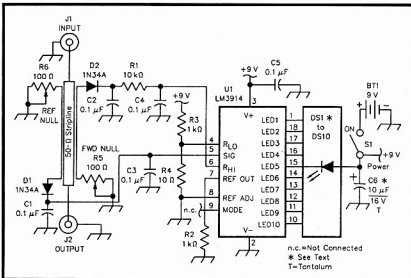 J1
INPUT
R6
100 Ω
REF
NULL
50-Ω Stripline
D2
1N34A
R1
10 kΩ
C2
0.1 µF
C4
0.1 µF
FWD NULL
R5
100 Ω
D1
1N34A
C1
0.1 µF
J2
OUTPUT
+9 V
R3
1 kΩ
R4
10 Ω
C3
0.1 µF
n.c.
R2
1 kΩ
+9 V
C5
0.1 µF
U1
LM3914
3
V+
4 RLO
5 SIG
6 RHI
7 REF OUT
8 REF ADJ
9 MODE
V-
2
LED1 1
LED2 18
LED3 17
LED4 16
LED5 15
LED6 14
LED7 13
LED8 12
LED9 11
LED10 10
DS1 *
to
DS10
BT1
9 V
+
ON
S1
+9 V
Power
+
C6 *
10 µF
16 V
T
n.c.=Not Connected
* See Text
T-Tantalum